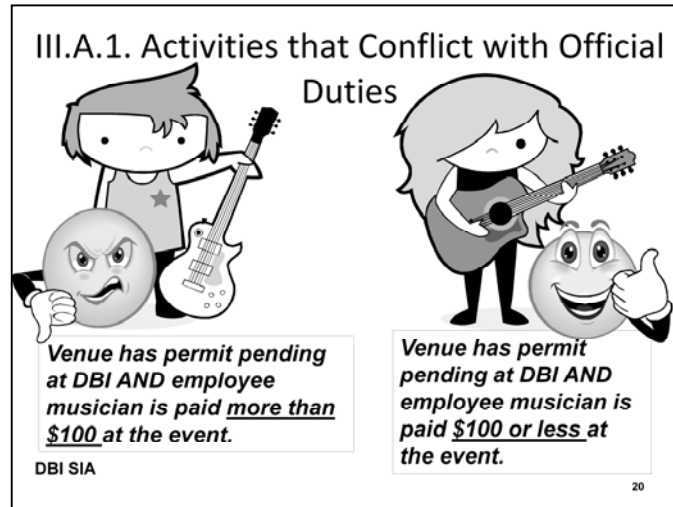 III.A.1. Activities that Conflict with Official
Duties
Venue has permit pending
at DBI AND employee
musician is paid more than
$100 at the event.
Venue has permit
pending at DBI AND
employee musician is
paid $100 or less at
the event.
DBI SIA
20